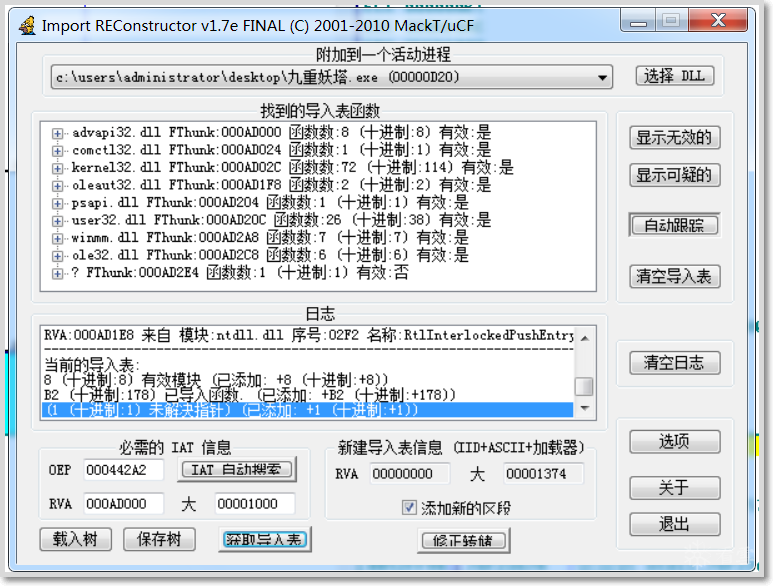 Import REConstructor v1.7e FINAL (C) 2001-2010 MackT/uCF
附加到一个活动进程
c:\users\administrator\desktop\九重妖塔.exe (00000D20)
选择 DLL
找到的导入表函数
advapi32.dll FThunk:000AD000 函数数:8 (十进制:8) 有效:是
comctl32.dll FThunk:000AD024 函数数:1 (十进制:1) 有效:是
kernel32.dll FThunk:000AD02C 函数数:72 (十进制:114) 有效:是
oleaut32.dll FThunk:000AD1F8 函数数:2 (十进制:2) 有效:是
psapi.dll FThunk:000AD204 函数数:1 (十进制:1) 有效:是
user32.dll FThunk:000AD20C 函数数:26 (十进制:38) 有效:是
winmm.dll FThunk:000AD2A8 函数数:7 (十进制:7) 有效:是
ole32.dll FThunk:000AD2C8 函数数:6 (十进制:6) 有效:是
? FThunk:000AD2E4 函数数:1 (十进制:1) 有效:否
显示无效的
显示可疑的
自动跟踪
清空导入表
日志
RVA:000AD1E8 来自 模块:ntdll.dll 序号:02F2 名称:RtlInterlockedPushEntry
当前的导入表:
8 (十进制:8) 有效模块 (已添加: +8 (十进制:+8))
B2 (十进制:178) 已导入函数. (已添加: +B2 (十进制:+178))
(1 (十进制:1) 未解决指针) (已添加: +1 (十进制:+1))
清空日志
必需的 IAT 信息
OEP 000442A2 IAT 自动搜索
RVA 000AD000 大 00001000
载入树 保存树 获取导入表
新建导入表信息 (IID+ASCII+加载器)
RVA 00000000 大 00001374
添加新的区段
修正转储
选项
关于
退出